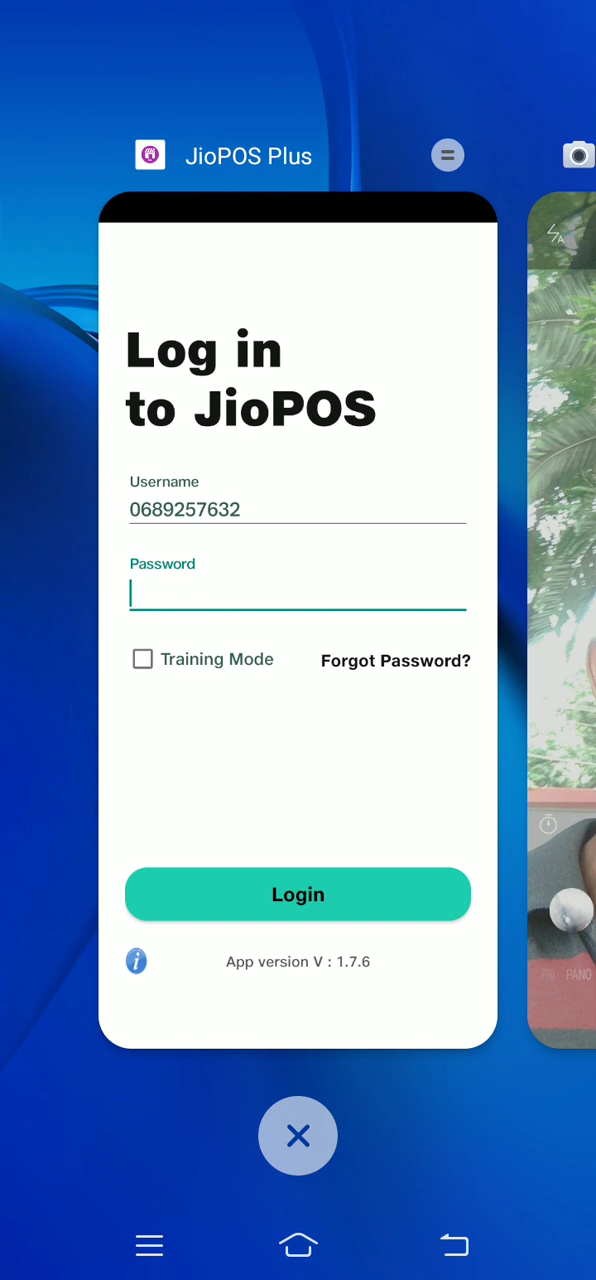 JioPOS Plus
Log in
to JioPOS
Username
0689257632
Password
Training Mode
Forgot Password?
Login
App version V : 1.7.6
PANO